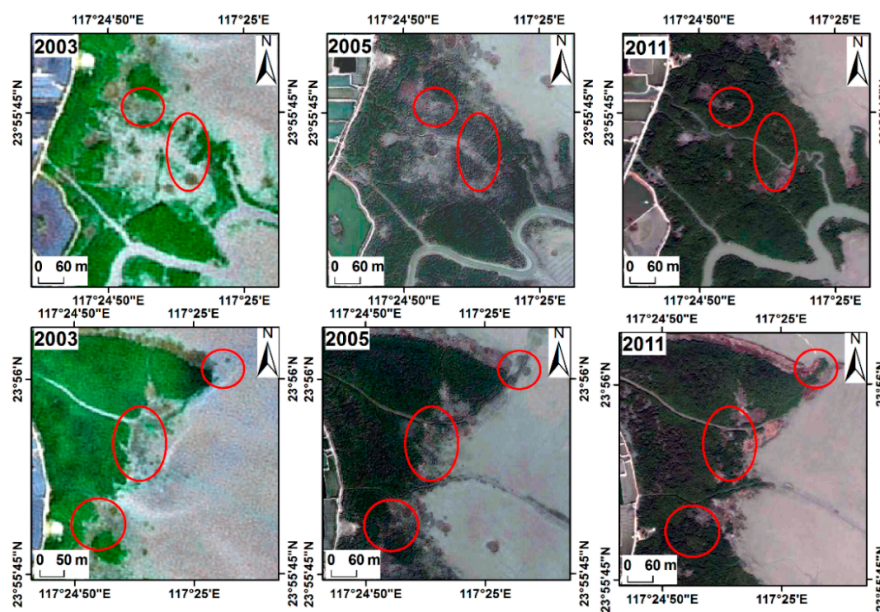 117°24'50"E 117°25'E 117°24'50"E 117°25'E 117°24'50"E 117°25'E
2003 N 2005 N 2011 N
23°55'45"N 23°55'45"N 23°55'45"N
0 60 m 0 60 m 0 60 m
117°24'50"E 117°25'E 117°24'50"E 117°25'E 117°24'50"E 117°25'E
117°24'50"E 117°25'E 117°24'50"E 117°25'E 117°24'50"E 117°25'E
2003 N 2005 N 2011 N
23°56'N 23°56'N 23°56'N 23°56'N
0 50 m 0 60 m 0 60 m
23°55'45"N 23°55'45"N 23°55'45"N 23°55'45"N
117°24'50"E 117°25'E 117°24'50"E 117°25'E 117°24'50"E 117°25'E